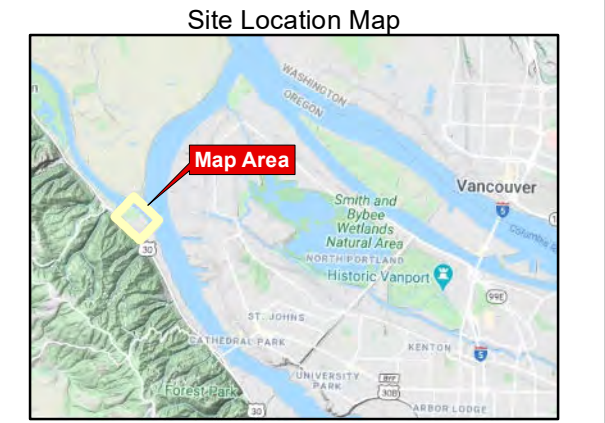 Site Location Map
WASHINGTON
OREGON
Map Area
Vancouver
Smith and
Bybee
Wetlands
Natural Area
5
30
NORTH PORTLAND
Historic Vanport
99E
ST. JOHNS
CATHEDRAL PARK
KENTON
5
UNIVERSITY
PARK
BYP
30B
Forest Park
30
ARBOR LODGE